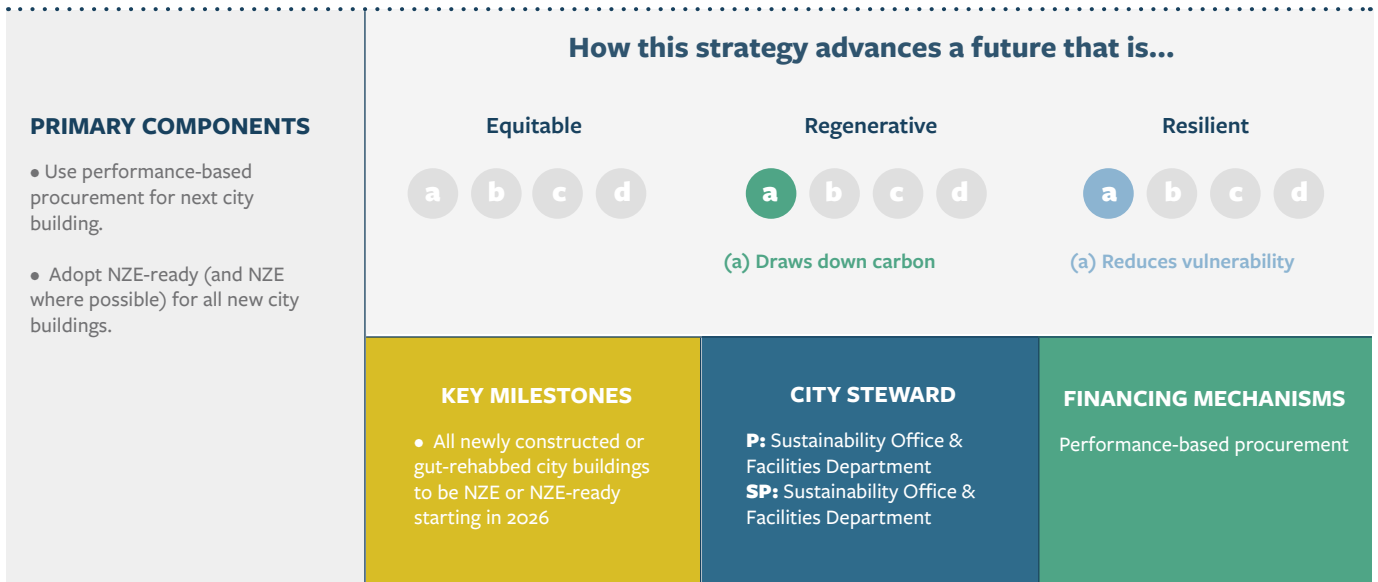 How this strategy advances a future that is...
PRIMARY COMPONENTS
• Use performance-based
procurement for next city
building.
• Adopt NZE-ready (and NZE
where possible) for all new city
buildings.
Equitable
a b c d
Regenerative
a b c d
(a) Draws down carbon
Resilient
a b c d
(a) Reduces vulnerability
KEY MILESTONES
• All newly constructed or
gut-rehabbed city buildings
to be NZE or NZE-ready
starting in 2026
CITY STEWARD
P: Sustainability Office &
Facilities Department
SP: Sustainability Office &
Facilities Department
FINANCING MECHANISMS
Performance-based procurement